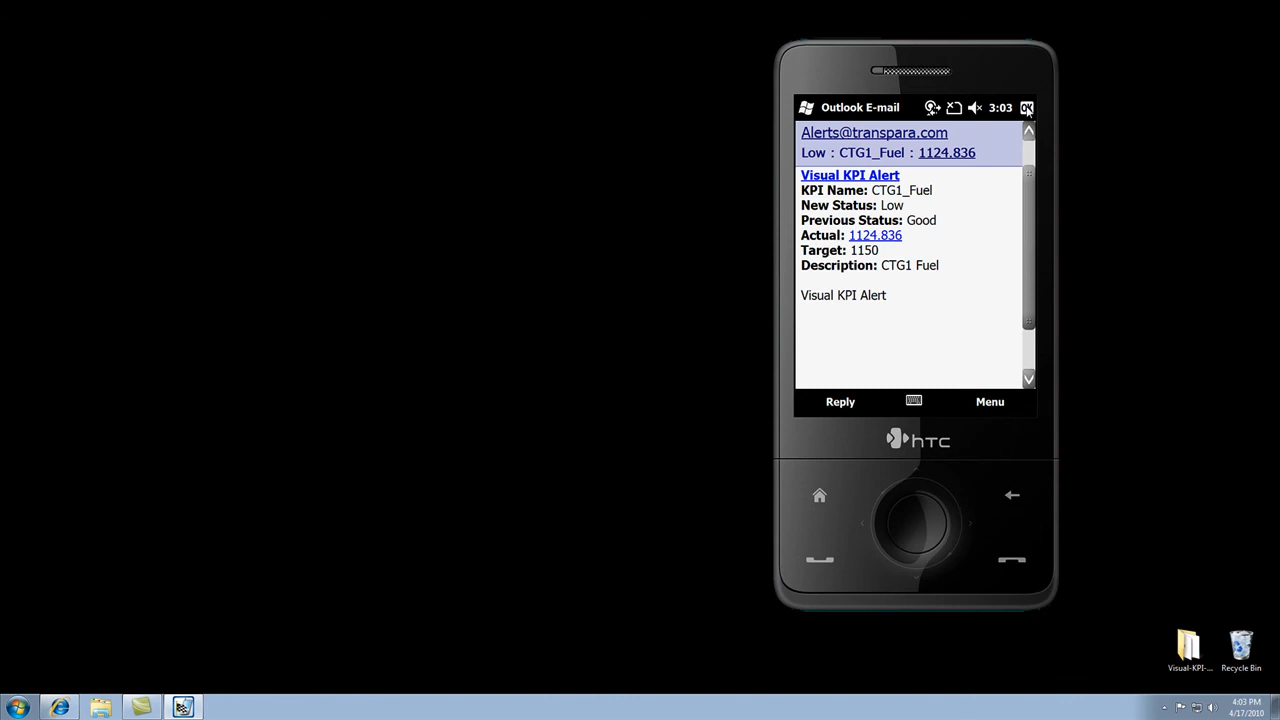 Outlook E-mail 3:03 OK
Alerts@transpara.com
Low : CTG1_Fuel : 1124.836
Visual KPI Alert
KPI Name: CTG1_Fuel
New Status: Low
Previous Status: Good
Actual: 1124.836
Target: 1150
Description: CTG1 Fuel
Visual KPI Alert
Reply Menu
hTC
Visual-KPI-... Recycle Bin
4:03 PM
4/17/2010